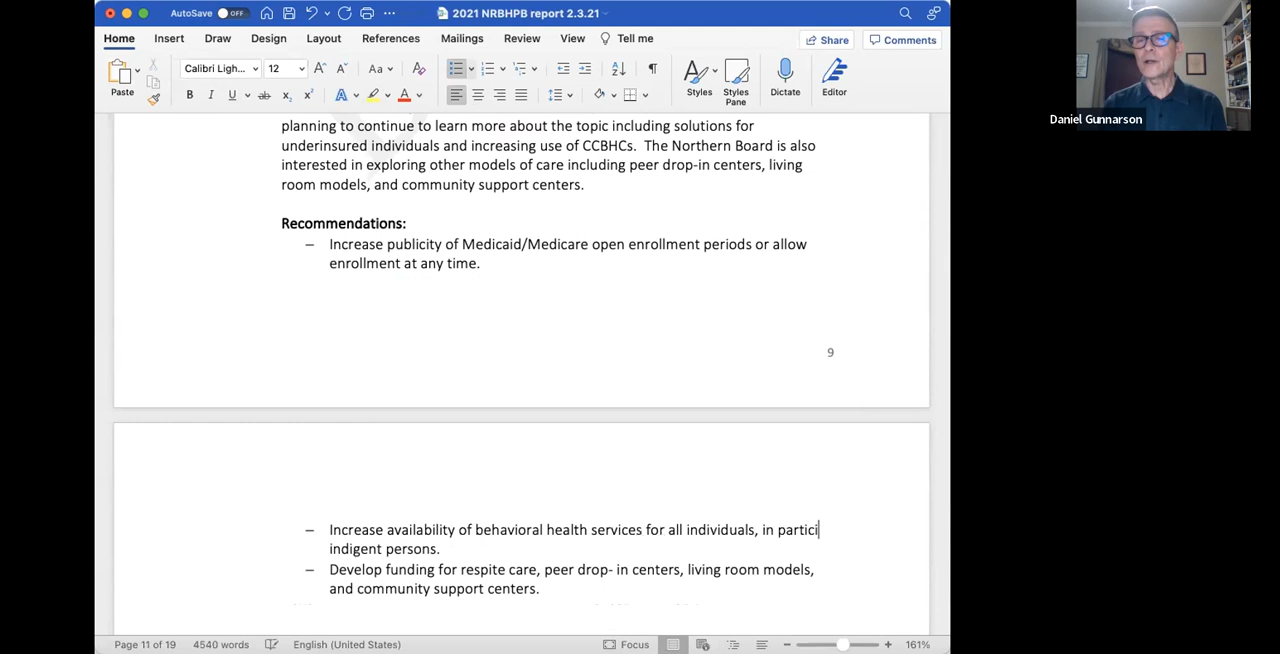 AutoSave OFF
2021 NRBHPB report 2.3.21
Home Insert Draw Design Layout References Mailings Review View Tell me
Share Comments
Paste
Calibri Ligh... 12
Styles
Styles Pane
Dictate
Editor
Daniel Gunnarson
planning to continue to learn more about the topic including solutions for
underinsured individuals and increasing use of CCBHCs. The Northern Board is also
interested in exploring other models of care including peer drop-in centers, living
room models, and community support centers.
Recommendations:
– Increase publicity of Medicaid/Medicare open enrollment periods or allow
enrollment at any time.
9
– Increase availability of behavioral health services for all individuals, in partici
indigent persons.
– Develop funding for respite care, peer drop- in centers, living room models,
and community support centers.
Page 11 of 19 4540 words English (United States) Focus 161%